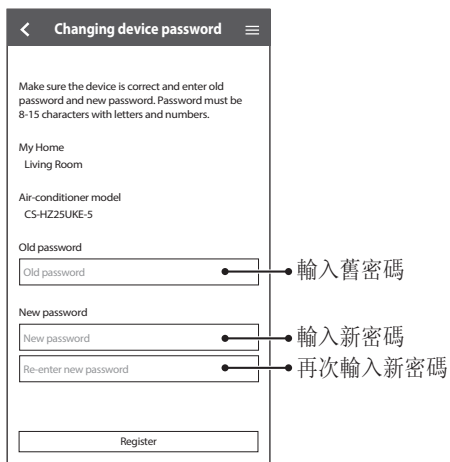 Changing device password
Make sure the device is correct and enter old
password and new password. Password must be
8-15 characters with letters and numbers.
My Home
Living Room
Air-conditioner model
CS-HZ25UKE-5
Old password
Old password
輸入舊密碼
New password
New password
輸入新密碼
Re-enter new password
再次輸入新密碼
Register